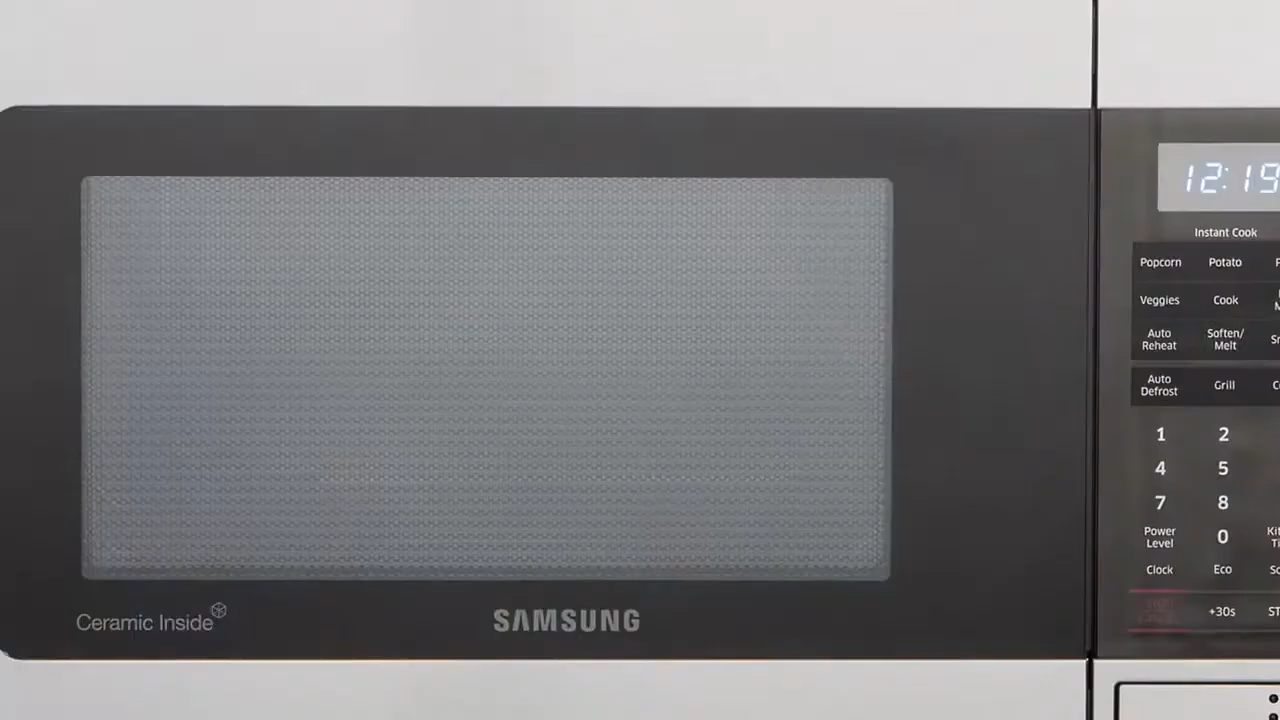 12:19
Instant Cook
Popcorn Potato
Veggies Cook
Auto Reheat
Soften/ Melt
Auto Defrost
Grill
1 2
4 5
7 8
Power Level
0
Clock Eco
+30s
Ceramic Inside
SAMSUNG